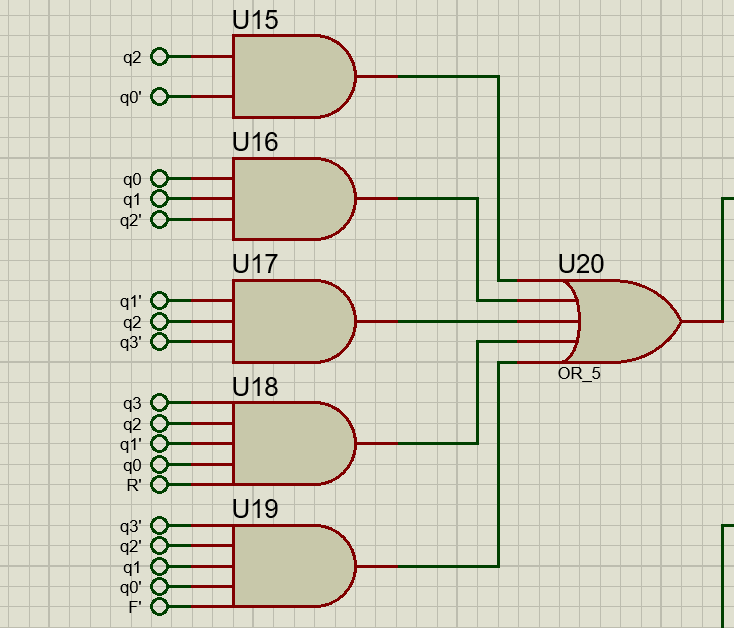 U15
q2
q0'
U16
q0
q1
q2'
U17
q1'
q2
q3'
U18
q3
q2
q1'
q0
R'
U19
q3'
q2'
q1
q0'
F'
U20
OR_5